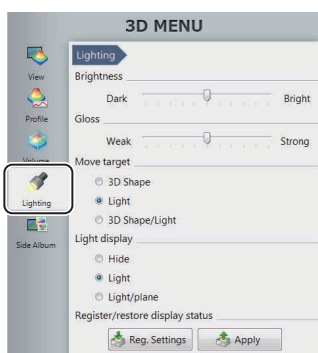 3D MENU
View
Profile
Volume
Lighting
Side Album
Lighting
Brightness
Dark Bright
Gloss
Weak Strong
Move target
3D Shape
Light
3D Shape/Light
Light display
Hide
Light
Light/plane
Register/restore display status
Reg. Settings Apply